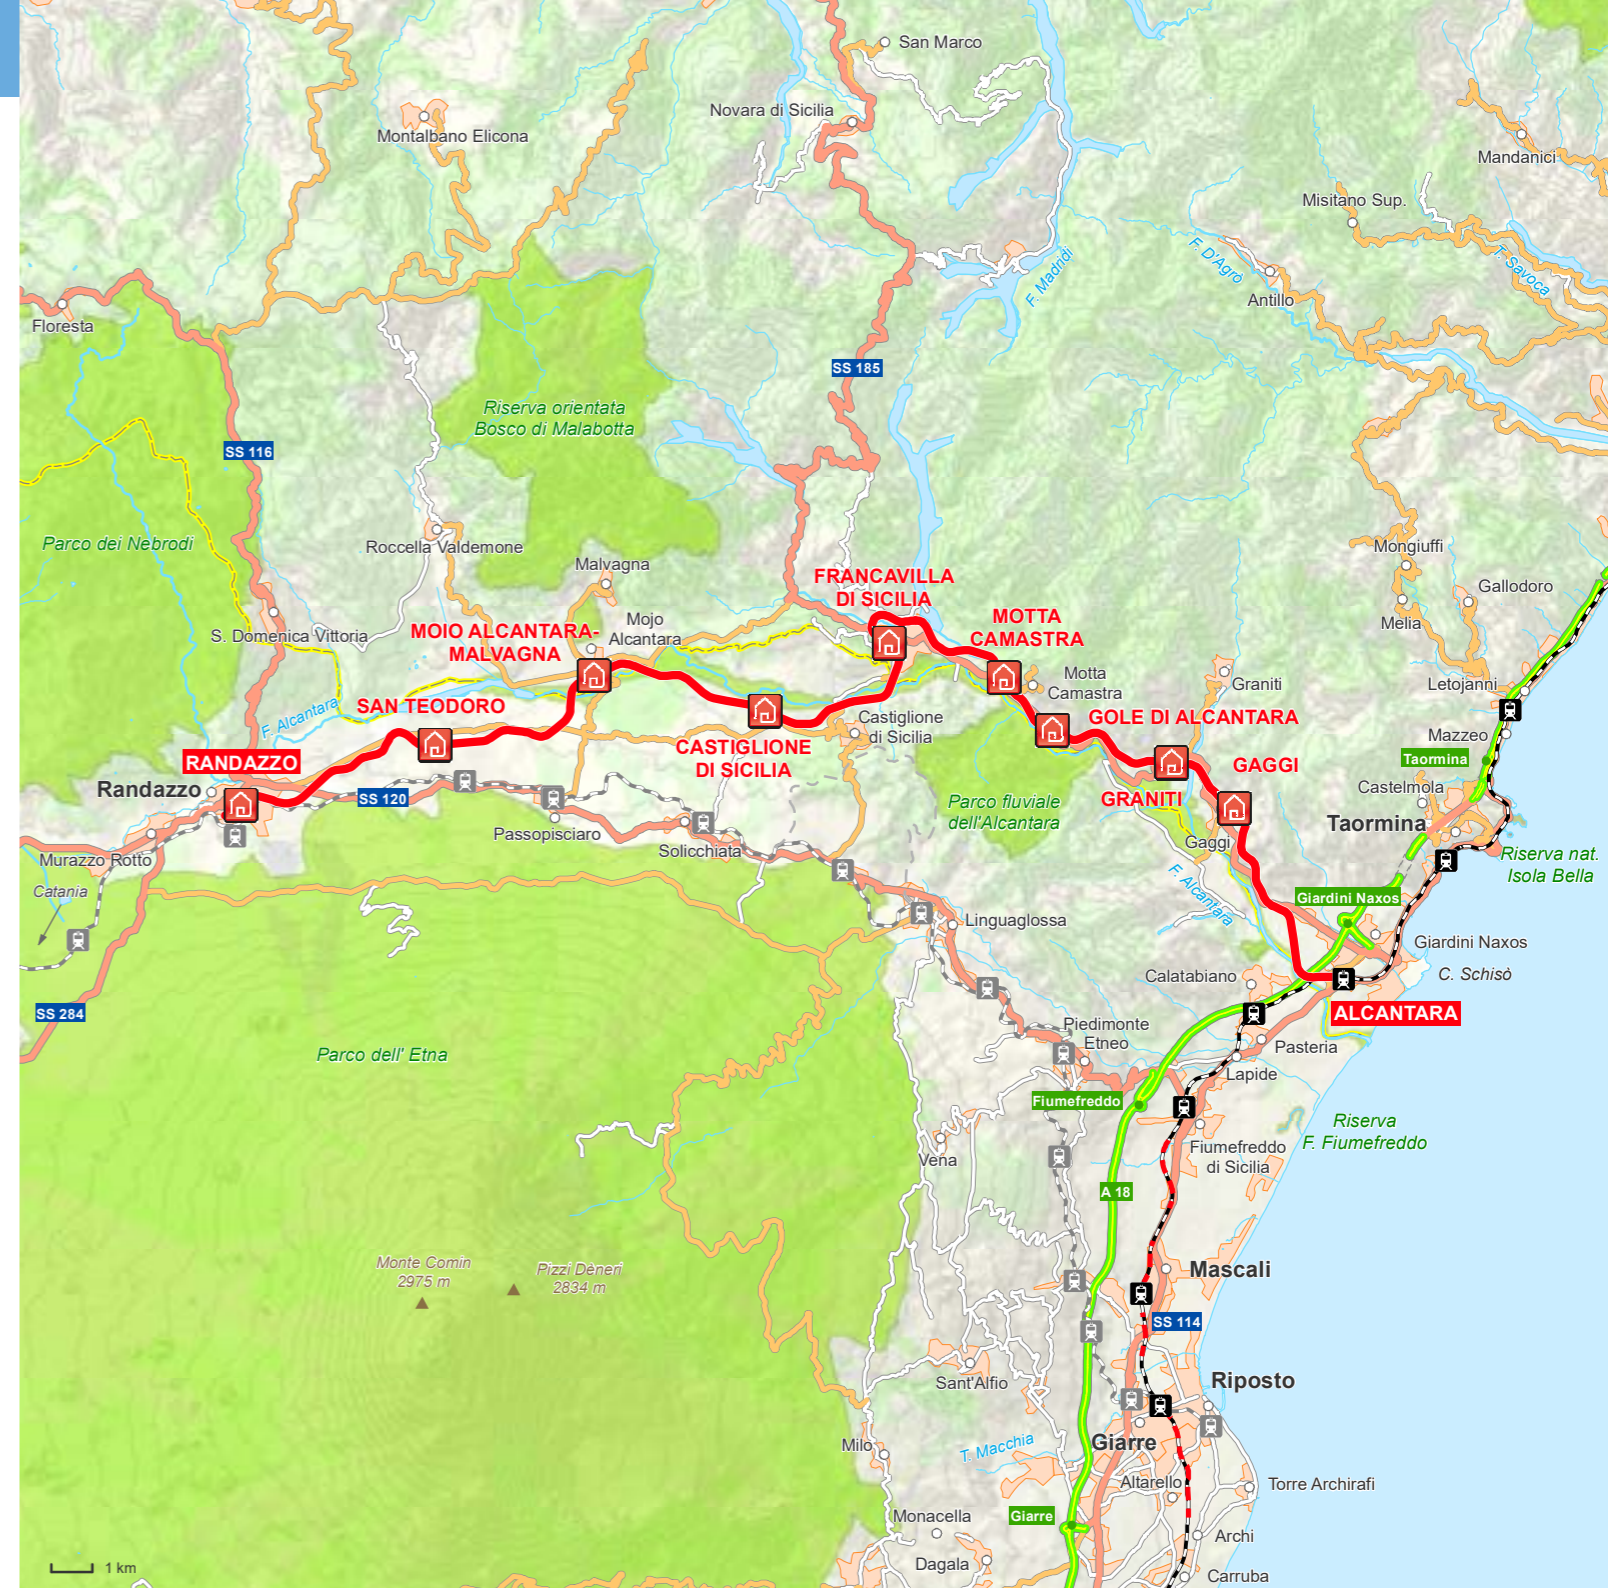 San Marco
Novara di Sicilia
Montalbano Elicona
Mandanici
Misitano Sup.
F. D'Agrò
T. Savoca
F. Madridi
Antillo
Floresta
SS 185
Riserva orientata
Bosco di Malabotta
SS 116
Parco dei Nebrodi
Roccella Valdemone
Mongiuffi
Malvagna
FRANCAVILLA
DI SICILIA
Gallodoro
Melia
S. Domenica Vittoria
MOIO ALCANTARA-
MALVAGNA
Mojo
Alcantara
MOTTA
CAMASTRA
Motta
Camastra
Graniti
Letojanni
F. Alcantara
SAN TEODORO
Castiglione
di Sicilia
GOLE DI ALCANTARA
Mazzeo
CASTIGLIONE
DI SICILIA
RANDAZZO
GAGGI
Taormina
Randazzo
SS 120
Parco fluviale
dell'Alcantara
GRANITI
Castelmola
Taormina
Passopisciaro
Solicchiata
Gaggi
Murazzo Rotto
Riserva nat.
Isola Bella
Catania
F. Alcantara
Giardini Naxos
Linguaglossa
Giardini Naxos
C. Schisò
Calatabiano
SS 284
ALCANTARA
Piedimonte
Etneo
Pasteria
Parco dell' Etna
Lapide
Fiumefreddo
Riserva
F. Fiumefreddo
Vena
Fiumefreddo
di Sicilia
A 18
Monte Comin
2975 m
Pizzi Dèneri
2834 m
Mascali
SS 114
Sant'Alfio
Riposto
Milo
T. Macchia
Giarre
Altarello
Torre Archirafi
Monacella
Giarre
Archi
Dagala
1 km
Carruba